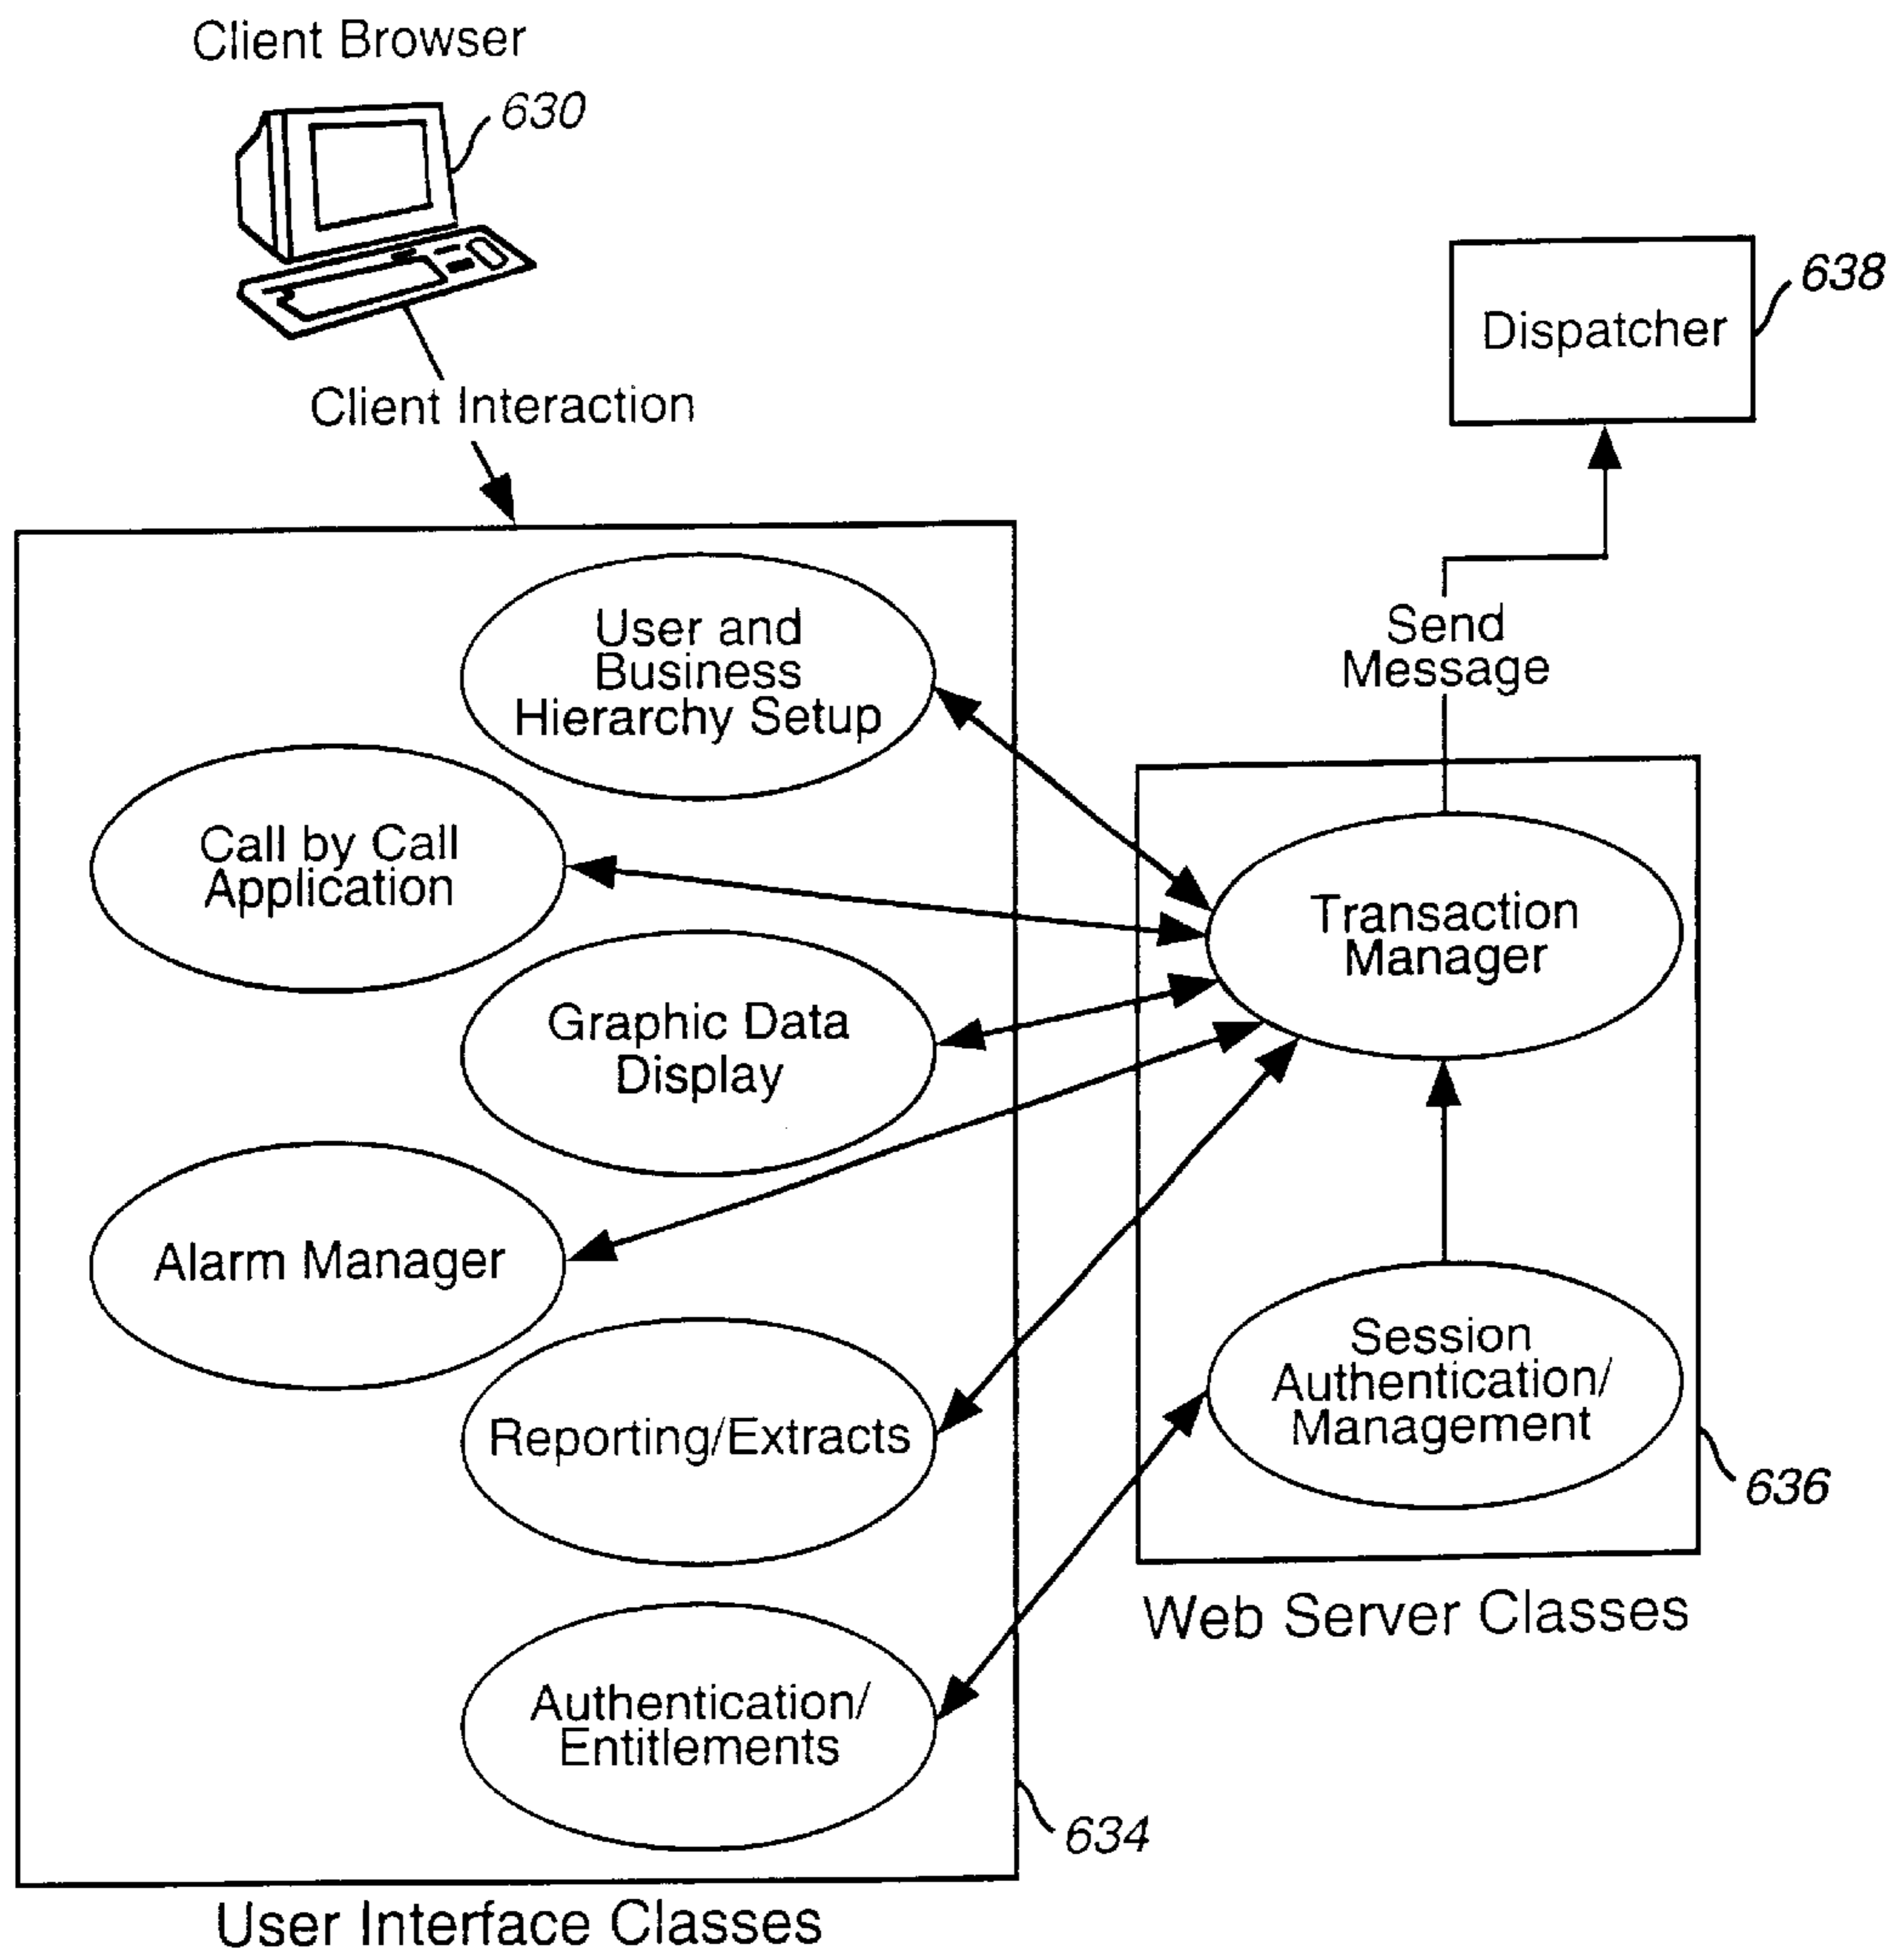 Client Browser
630
638
Dispatcher
Client Interaction
User and
Business
Hierarchy Setup
Send
Message
Call by Call
Application
Transaction
Manager
Graphic Data
Display
Alarm Manager
Session
Authentication/
Management
Reporting/Extracts
636
Web Server Classes
Authentication/
Entitlements
634
User Interface Classes